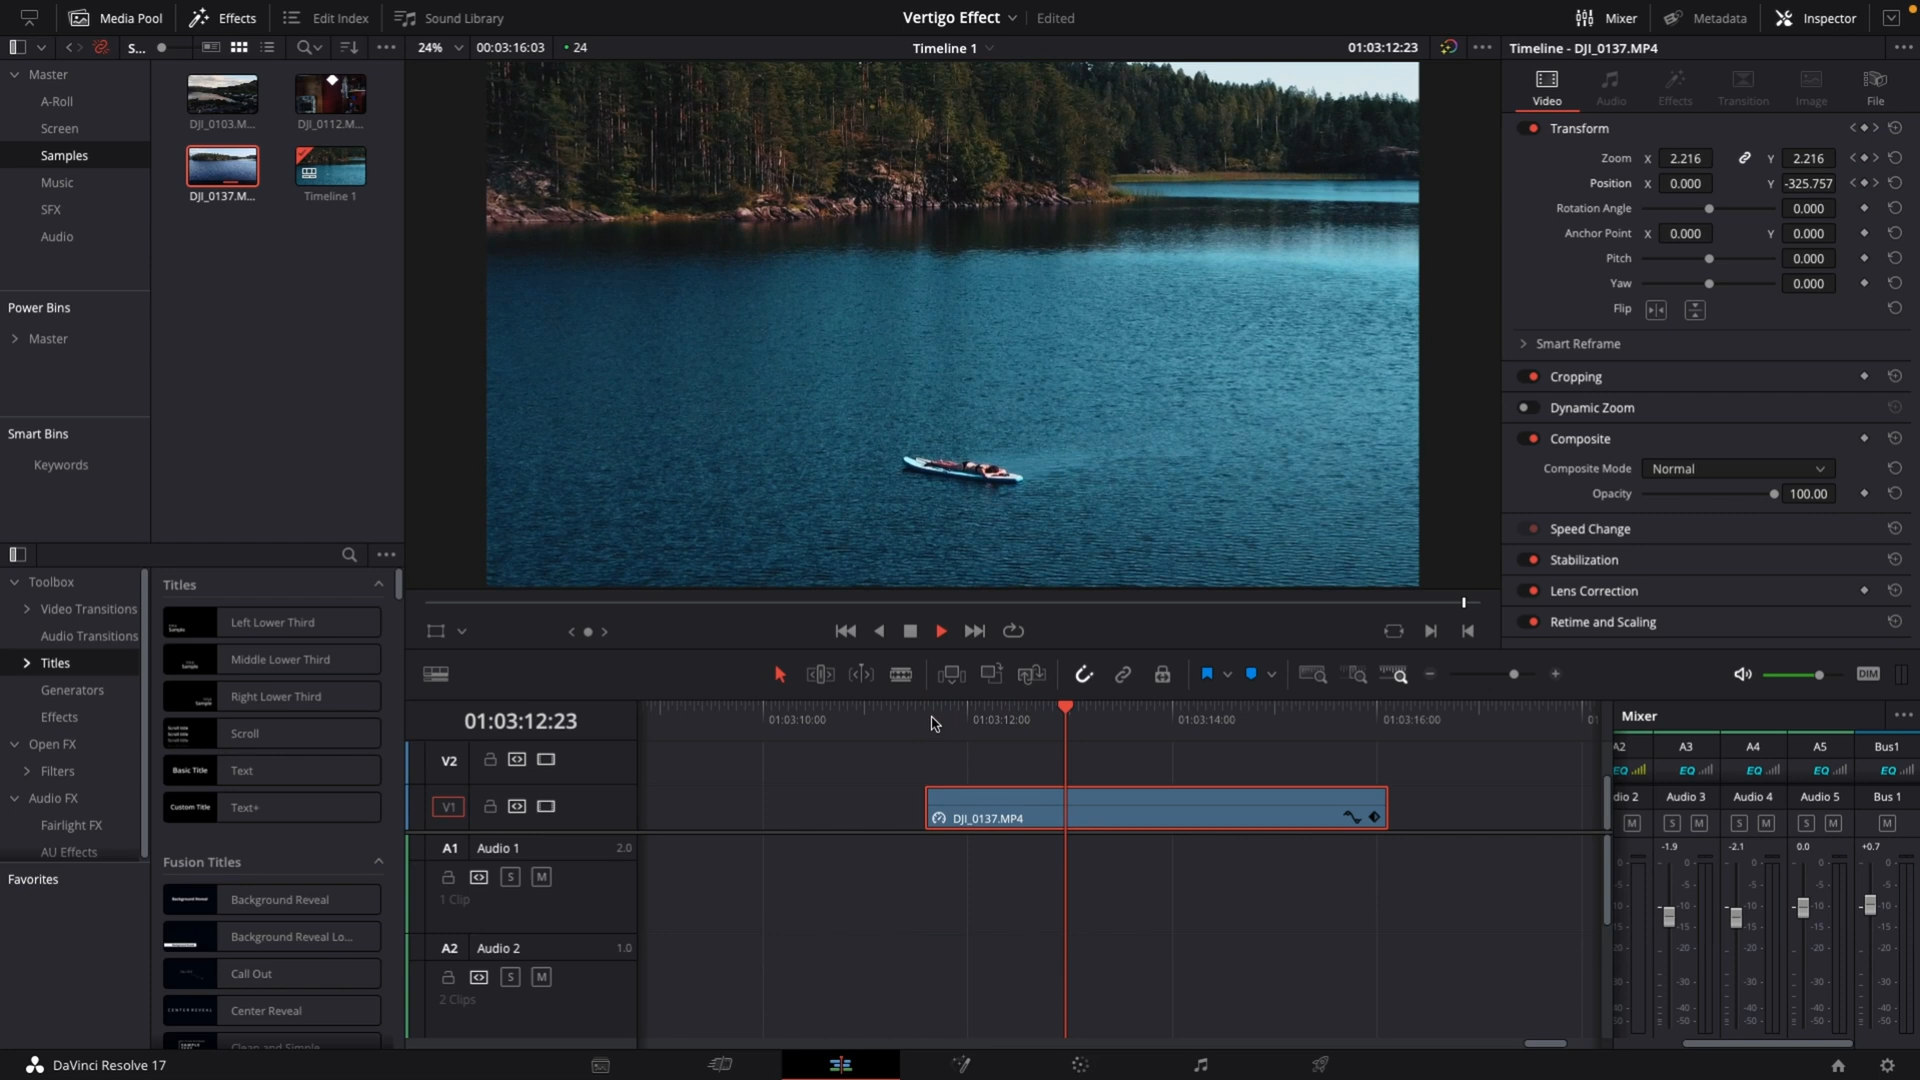 Media Pool
Effects
Edit Index
Sound Library
Vertigo Effect
Edited
Mixer
Metadata
Inspector
S...
24%
00:03:16:03
24
Timeline 1
01:03:12:23
Timeline - DJI_0137.MP4
Master
A-Roll
Screen
Samples
Music
SFX
Audio
Power Bins
Master
Smart Bins
Keywords
DJI_0103.M...
DJI_0112.M...
DJI_0137.M...
Timeline 1
Video
Audio
Effects
Transition
Image
File
Transform
Zoom X 2.216 Y 2.216
Position X 0.000 Y -325.757
Rotation Angle 0.000
Anchor Point X 0.000 Y 0.000
Pitch 0.000
Yaw 0.000
Flip
Smart Reframe
Cropping
Dynamic Zoom
Composite
Composite Mode Normal
Opacity 100.00
Speed Change
Stabilization
Lens Correction
Retime and Scaling
Toolbox
Video Transitions
Audio Transitions
Titles
Generators
Effects
Open FX
Filters
Audio FX
Fairlight FX
AU Effects
Favorites
Titles
Left Lower Third
Middle Lower Third
Right Lower Third
Scroll
Basic Title Text
Custom Title Text+
Fusion Titles
Background Reveal
Background Reveal Lo...
Call Out
Center Reveal
Clean and Simple
DIM
01:03:12:23
01:03:10:00
01:03:12:00
01:03:14:00
01:03:16:00
V2
V1
DJI_0137.MP4
A1 Audio 1 2.0
S M
1 Clip
A2 Audio 2 1.0
S M
2 Clips
Mixer
A2 A3 A4 A5 Bus1
EQ EQ EQ EQ EQ
dio 2 Audio 3 Audio 4 Audio 5 Bus 1
M S M S M S M M
-1.9 -2.1 0.0 +0.7
DaVinci Resolve 17